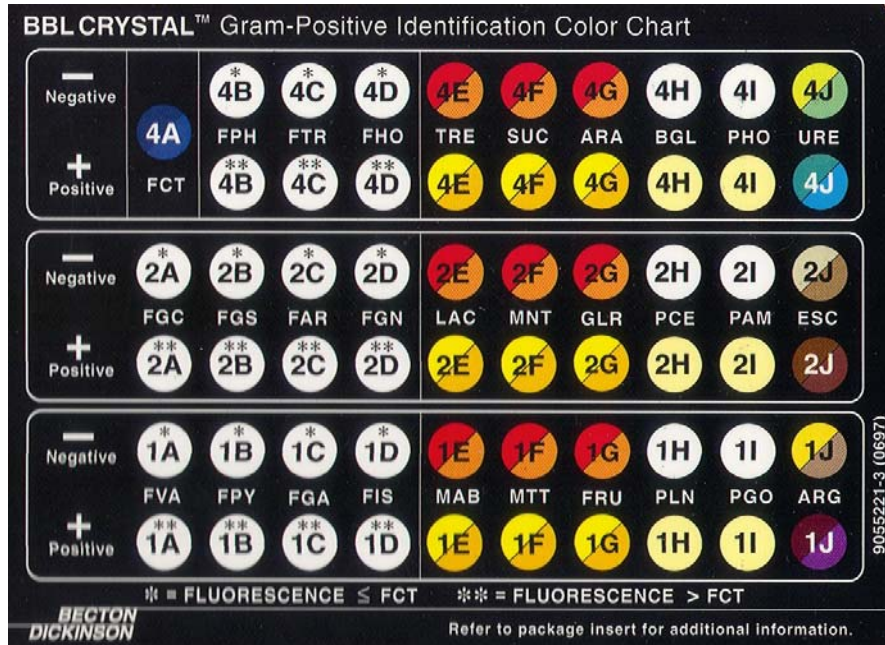 BBL CRYSTAL™ Gram-Positive Identification Color Chart
− Negative * 4B * 4C * 4D 4E 4F 4G 4H 4I 4J
4A FPH FTR FHO TRE SUC ARA BGL PHO URE
+ Positive FCT ** 4B ** 4C ** 4D 4E 4F 4G 4H 4I 4J
− Negative * 2A * 2B * 2C * 2D 2E 2F 2G 2H 2I 2J
FGC FGS FAR FGN LAC MNT GLR PCE PAM ESC
+ Positive ** 2A ** 2B ** 2C ** 2D 2E 2F 2G 2H 2I 2J
− Negative * 1A * 1B * 1C * 1D 1E 1F 1G 1H 1I 1J
FVA FPY FGA FIS MAB MTT FRU PLN PGO ARG
+ Positive ** 1A ** 1B ** 1C ** 1D 1E 1F 1G 1H 1I 1J
9055221-3 (0697)
* = FLUORESCENCE ≤ FCT ** = FLUORESCENCE > FCT
BECTON
DICKINSON
Refer to package insert for additional information.